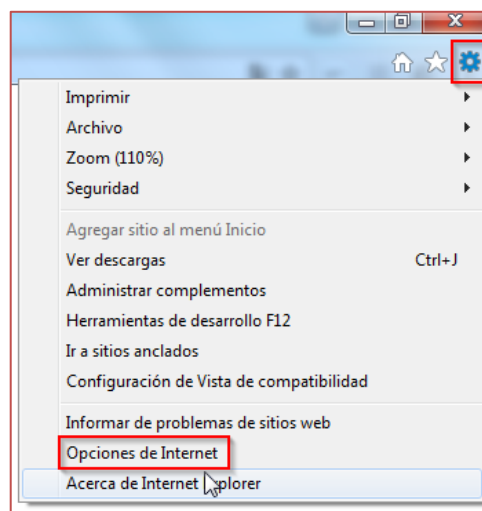 Imprimir
Archivo
Zoom (110%)
Seguridad
Agregar sitio al menú Inicio
Ver descargas Ctrl+J
Administrar complementos
Herramientas de desarrollo F12
Ir a sitios anclados
Configuración de Vista de compatibilidad
Informar de problemas de sitios web
Opciones de Internet
Acerca de Internet Explorer